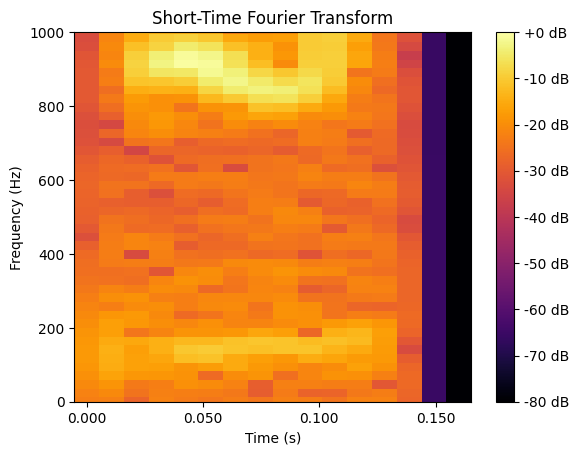 Short-Time Fourier Transform
1000
800
600
400
200
0
Frequency (Hz)
0.000
0.050
0.100
0.150
Time (s)
+0 dB
-10 dB
-20 dB
-30 dB
-40 dB
-50 dB
-60 dB
-70 dB
-80 dB